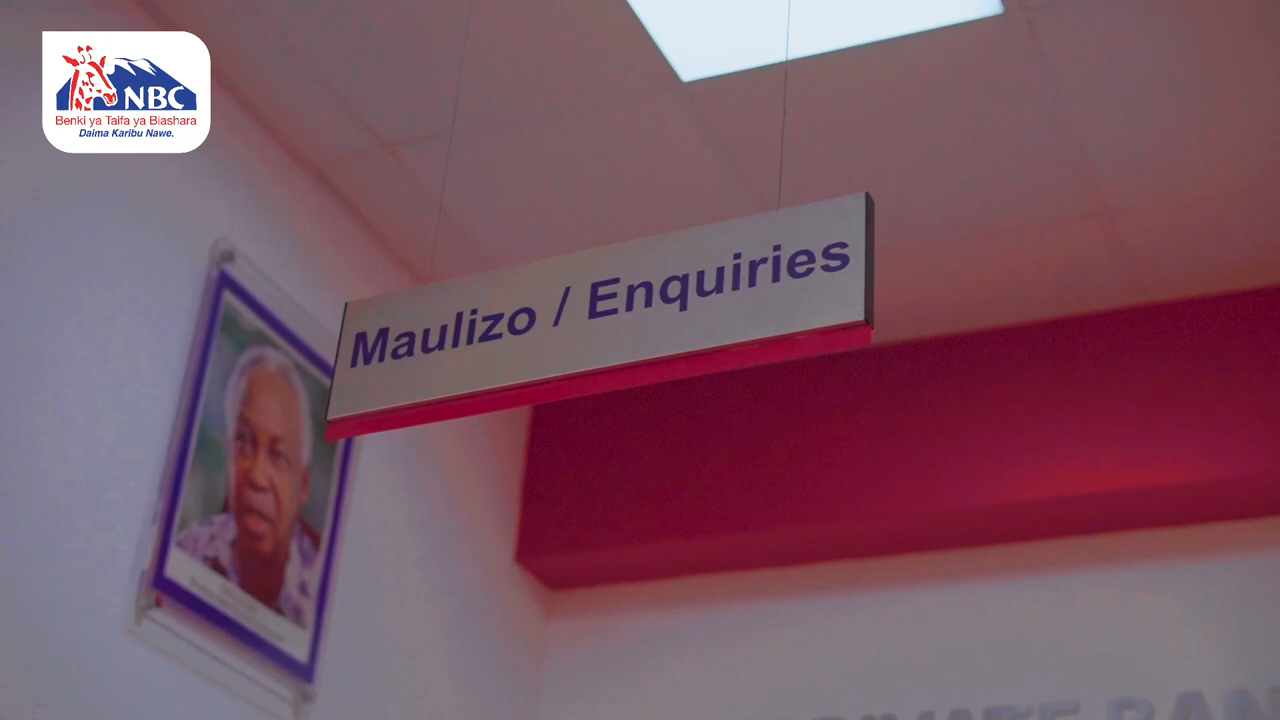 NBC
Benki ya Taifa ya Biashara
Daima Karibu Nawe.
Maulizo / Enquiries